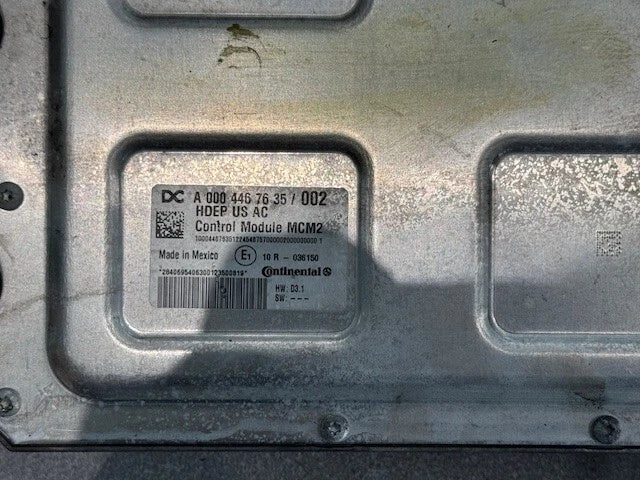 DC A 000 446 76 35 / 002
HDEP US AC
Control Module MCM2
Made in Mexico E1 10 R - 036150
Continental
HW: D3.1
SW: ---